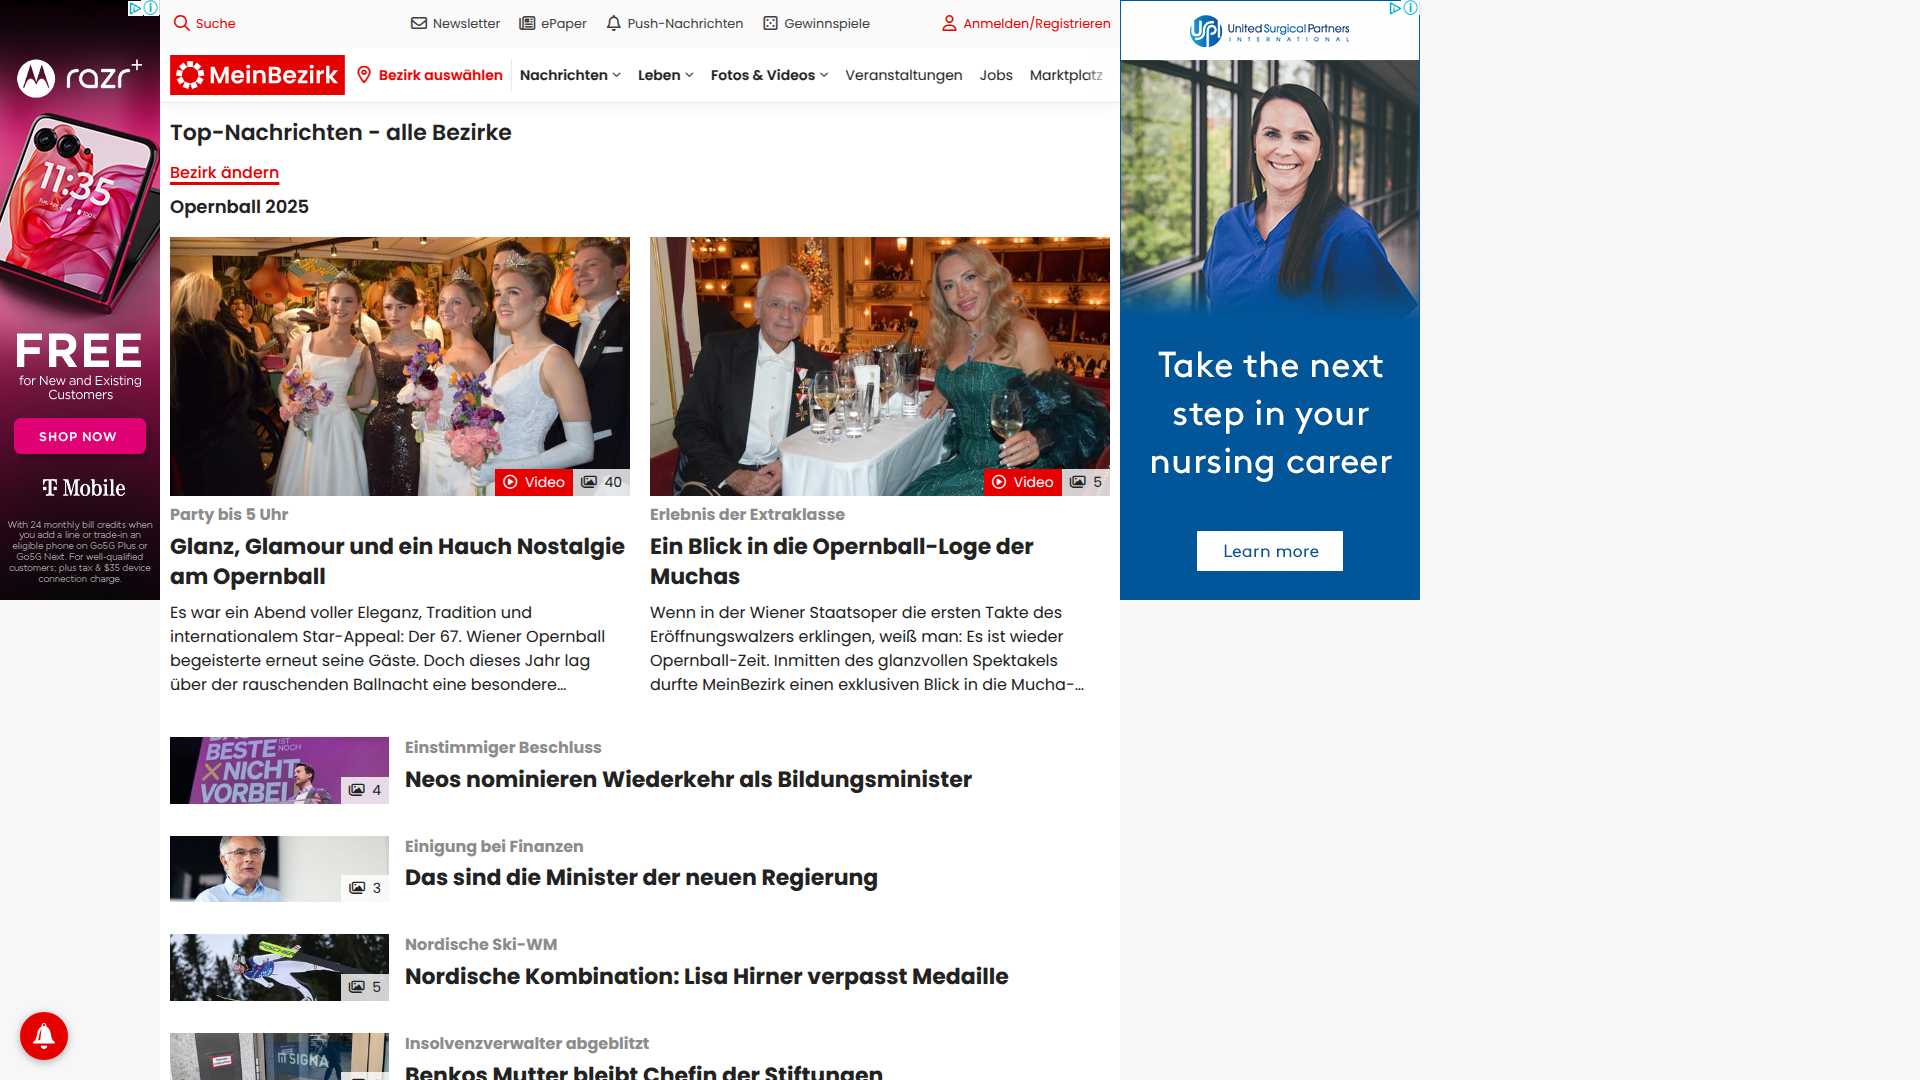 Suche
Newsletter
ePaper
Push-Nachrichten
Gewinnspiele
Anmelden/Registrieren
MeinBezirk
Bezirk auswählen
Nachrichten
Leben
Fotos & Videos
Veranstaltungen
Jobs
Marktplatz
Top-Nachrichten - alle Bezirke
Bezirk ändern
Opernball 2025
Video
40
Party bis 5 Uhr
Glanz, Glamour und ein Hauch Nostalgie
am Opernball
Es war ein Abend voller Eleganz, Tradition und
internationalem Star-Appeal: Der 67. Wiener Opernball
begeisterte erneut seine Gäste. Doch dieses Jahr lag
über der rauschenden Ballnacht eine besondere...
Video
5
Erlebnis der Extraklasse
Ein Blick in die Opernball-Loge der
Muchas
Wenn in der Wiener Staatsoper die ersten Takte des
Eröffnungswalzers erklingen, weiß man: Es ist wieder
Opernball-Zeit. Inmitten des glanzvollen Spektakels
durfte MeinBezirk einen exklusiven Blick in die Mucha-...
BESTE IST NOCH
NICHT
VORBEI
4
Einstimmiger Beschluss
Neos nominieren Wiederkehr als Bildungsminister
3
Einigung bei Finanzen
Das sind die Minister der neuen Regierung
FISCHER
5
Nordische Ski-WM
Nordische Kombination: Lisa Hirner verpasst Medaille
SIGNA
Insolvenzverwalter abgeblitzt
Benkos Mutter bleibt Chefin der Stiftungen
razr+
11:35
FREE
for New and Existing
Customers
SHOP NOW
T Mobile
With 24 monthly bill credits when
you add a line or trade-in an
eligible phone on Go5G Plus or
Go5G Next. For well-qualified
customers; plus tax & $35 device
connection charge.
USPI
United Surgical Partners
INTERNATIONAL
Take the next
step in your
nursing career
Learn more